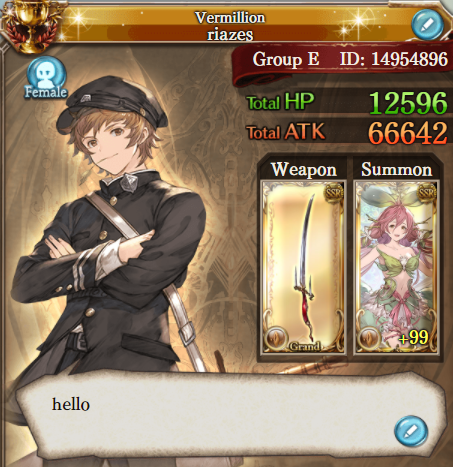 Vermillion
riazes
Group E ID: 14954896
Female
Total HP 12596
Total ATK 66642
Weapon Summon
SSR SSR
Grand +99
hello